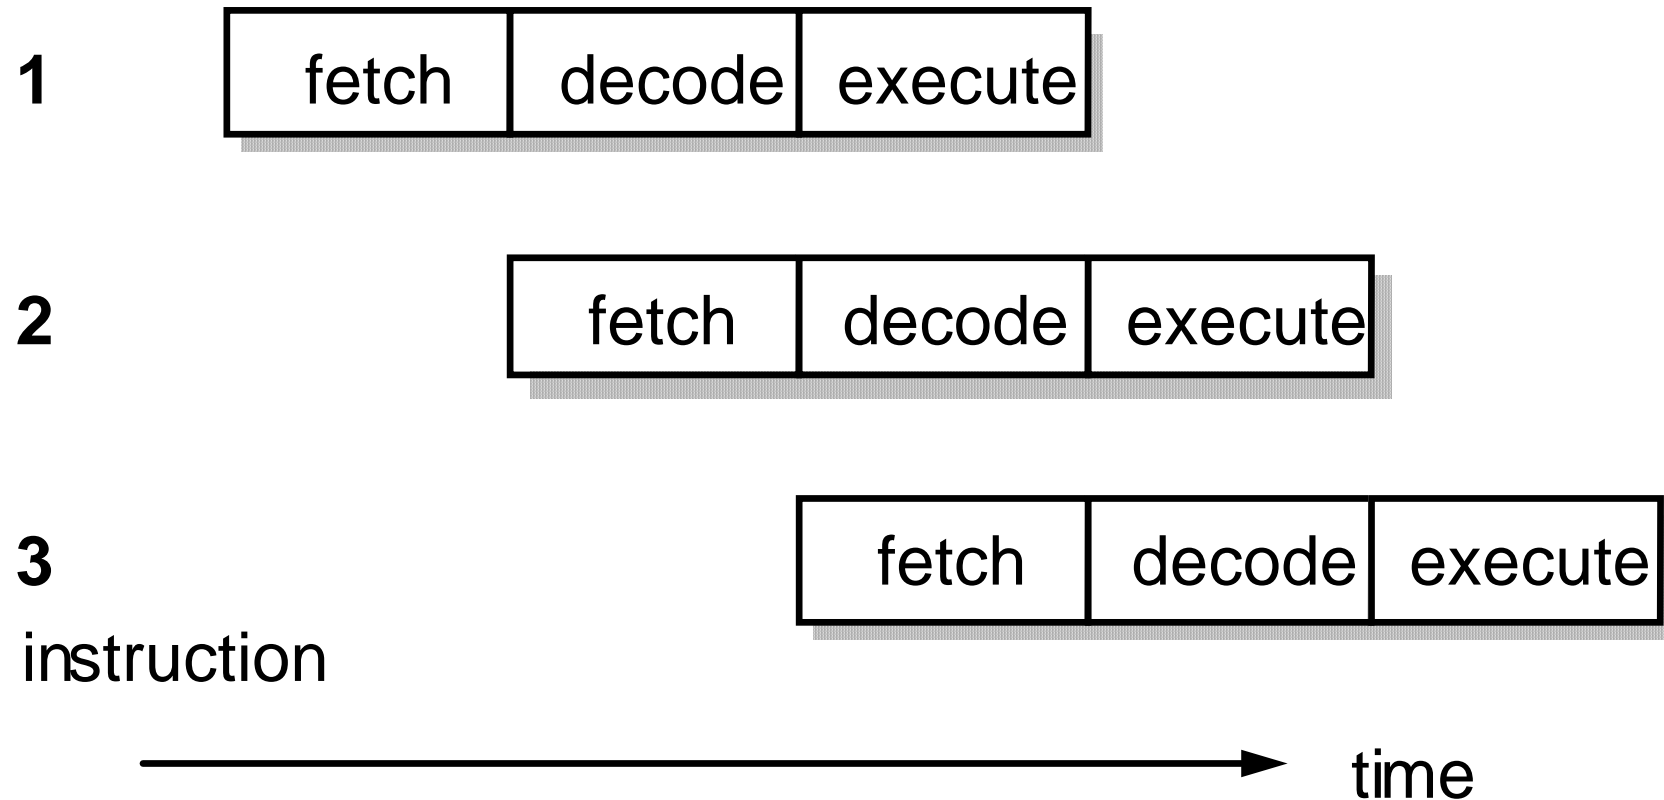 1 fetch decode execute
2 fetch decode execute
3 fetch decode execute
instruction
time